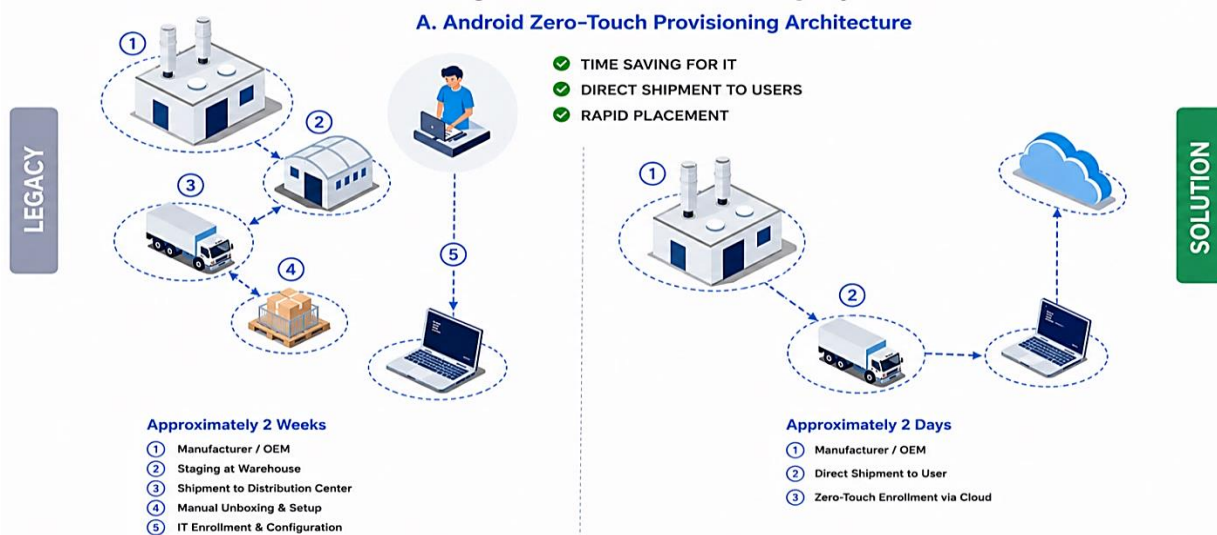 A. Android Zero-Touch Provisioning Architecture
TIME SAVING FOR IT
DIRECT SHIPMENT TO USERS
RAPID PLACEMENT
LEGACY
1
2
3
4
5
Approximately 2 Weeks
1 Manufacturer / OEM
2 Staging at Warehouse
3 Shipment to Distribution Center
4 Manual Unboxing & Setup
5 IT Enrollment & Configuration
SOLUTION
1
2
Approximately 2 Days
1 Manufacturer / OEM
2 Direct Shipment to User
3 Zero-Touch Enrollment via Cloud